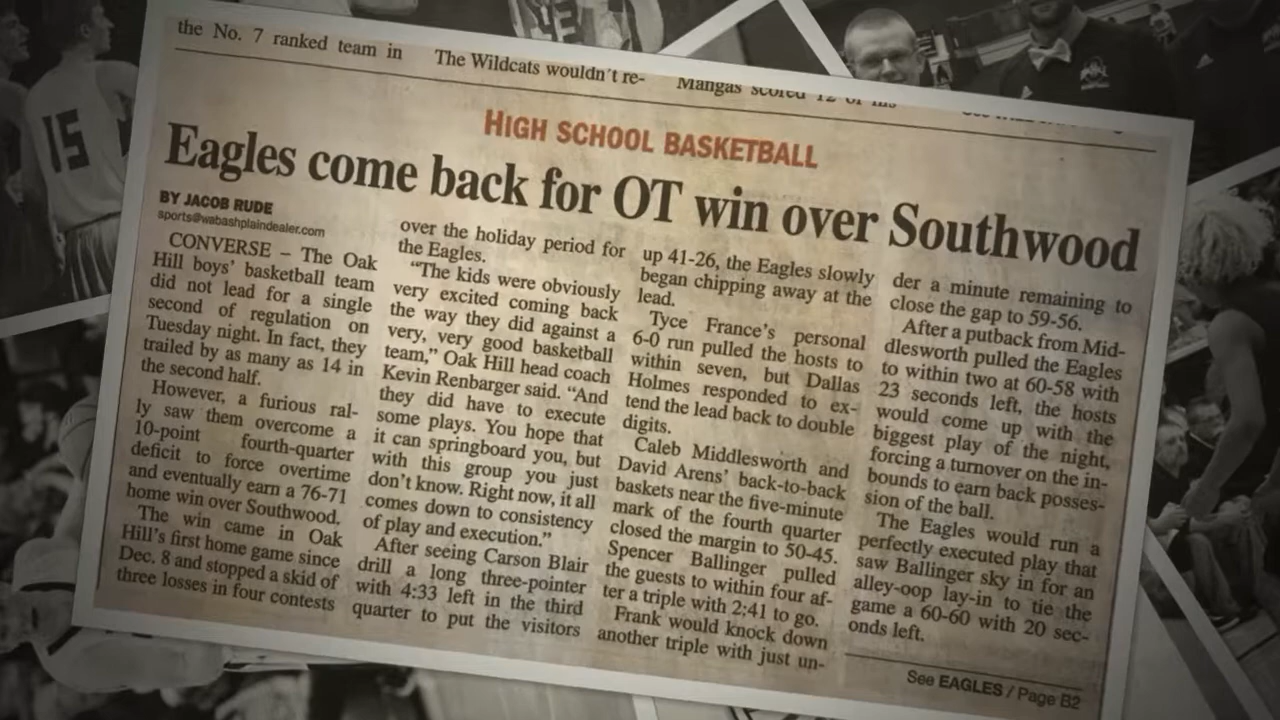 the No. 7 ranked team in
The Wildcats wouldn't re-
Mangas scored 12 of his
HIGH SCHOOL BASKETBALL
Eagles come back for OT win over Southwood
BY JACOB RUDE
sports@wabashplaindealer.com
CONVERSE – The Oak
Hill boys' basketball team
did not lead for a single
second of regulation on
Tuesday night. In fact, they
trailed by as many as 14 in
the second half.
However, a furious ral-
ly saw them overcome a
10-point fourth-quarter
deficit to force overtime
and eventually earn a 76-71
home win over Southwood.
The win came in Oak
Hill's first home game since
Dec. 8 and stopped a skid of
three losses in four contests
over the holiday period for
the Eagles.
"The kids were obviously
very excited coming back
the way they did against a
very, very good basketball
team," Oak Hill head coach
Kevin Renbarger said. "And
they did have to execute
some plays. You hope that
it can springboard you, but
with this group you just
don't know. Right now, it all
comes down to consistency
of play and execution."
After seeing Carson Blair
drill a long three-pointer
with 4:33 left in the third
quarter to put the visitors
up 41-26, the Eagles slowly
began chipping away at the
lead.
Tyce France's personal
6-0 run pulled the hosts to
within seven, but Dallas
Holmes responded to ex-
tend the lead back to double
digits.
Caleb Middlesworth and
David Arens' back-to-back
baskets near the five-minute
mark of the fourth quarter
closed the margin to 50-45.
Spencer Ballinger pulled
the guests to within four af-
ter a triple with 2:41 to go.
Frank would knock down
another triple with just un-
der a minute remaining to
close the gap to 59-56.
After a putback from Mid-
dlesworth pulled the Eagles
to within two at 60-58 with
23 seconds left, the hosts
would come up with the
biggest play of the night,
forcing a turnover on the in-
bounds to earn back posses-
sion of the ball.
The Eagles would run a
perfectly executed play that
saw Ballinger sky in for an
alley-oop lay-in to tie the
game a 60-60 with 20 sec-
onds left.
See EAGLES / Page B2
15